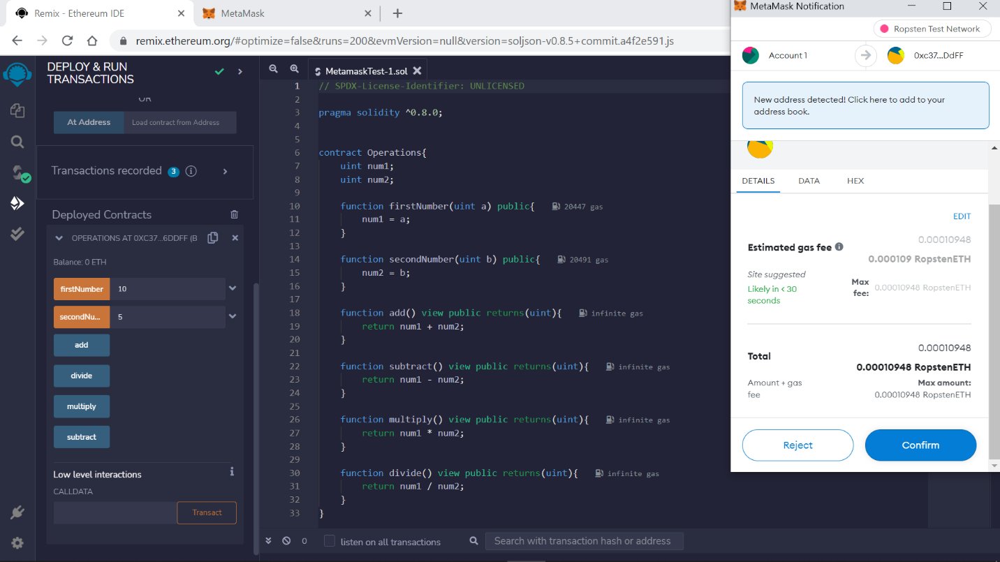 Remix - Ethereum IDE
MetaMask
remix.ethereum.org/#optimize=false&runs=200&evmVersion=null&version=soljson-v0.8.5+commit.a4f2e591.js
DEPLOY & RUN
TRANSACTIONS
OR
At Address
Load contract from Address
Transactions recorded 3
Deployed Contracts
OPERATIONS AT 0XC37...6DDFF (B
Balance: 0 ETH
firstNumber 10
secondNu... 5
add
divide
multiply
subtract
Low level interactions
CALLDATA
Transact
MetamaskTest-1.sol
1 // SPDX-License-Identifier: UNLICENSED
2
3 pragma solidity ^0.8.0;
4
5
6 contract Operations{
7 uint num1;
8 uint num2;
9
10 function firstNumber(uint a) public{ 20447 gas
11 num1 = a;
12 }
13
14 function secondNumber(uint b) public{ 20491 gas
15 num2 = b;
16 }
17
18 function add() view public returns(uint){ infinite gas
19 return num1 + num2;
20 }
21
22 function subtract() view public returns(uint){ infinite gas
23 return num1 - num2;
24 }
25
26 function multiply() view public returns(uint){ infinite gas
27 return num1 * num2;
28 }
29
30 function divide() view public returns(uint){ infinite gas
31 return num1 / num2;
32 }
33 }
0
listen on all transactions
Search with transaction hash or address
MetaMask Notification
Ropsten Test Network
Account 1
0xc37...DdFF
New address detected! Click here to add to your
address book.
DETAILS
DATA
HEX
EDIT
0.00010948
Estimated gas fee
0.000109 RopstenETH
Site suggested
Likely in < 30
seconds
Max
fee:
0.00010948 RopstenETH
0.00010948
Total
0.00010948 RopstenETH
Amount + gas
fee
Max amount:
0.00010948 RopstenETH
Reject
Confirm